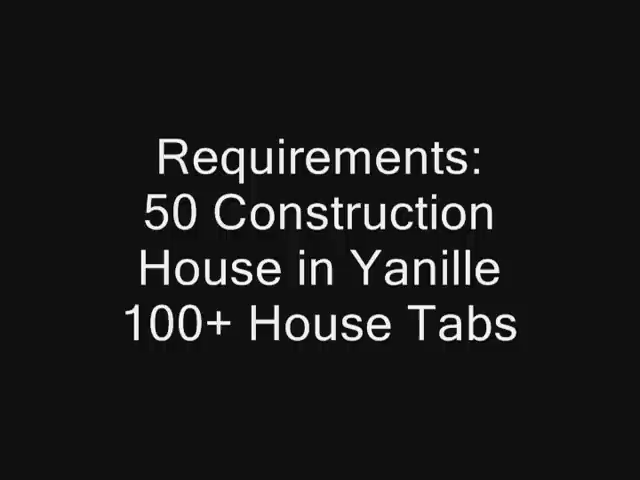 Requirements:
50 Construction
House in Yanille
100+ House Tabs